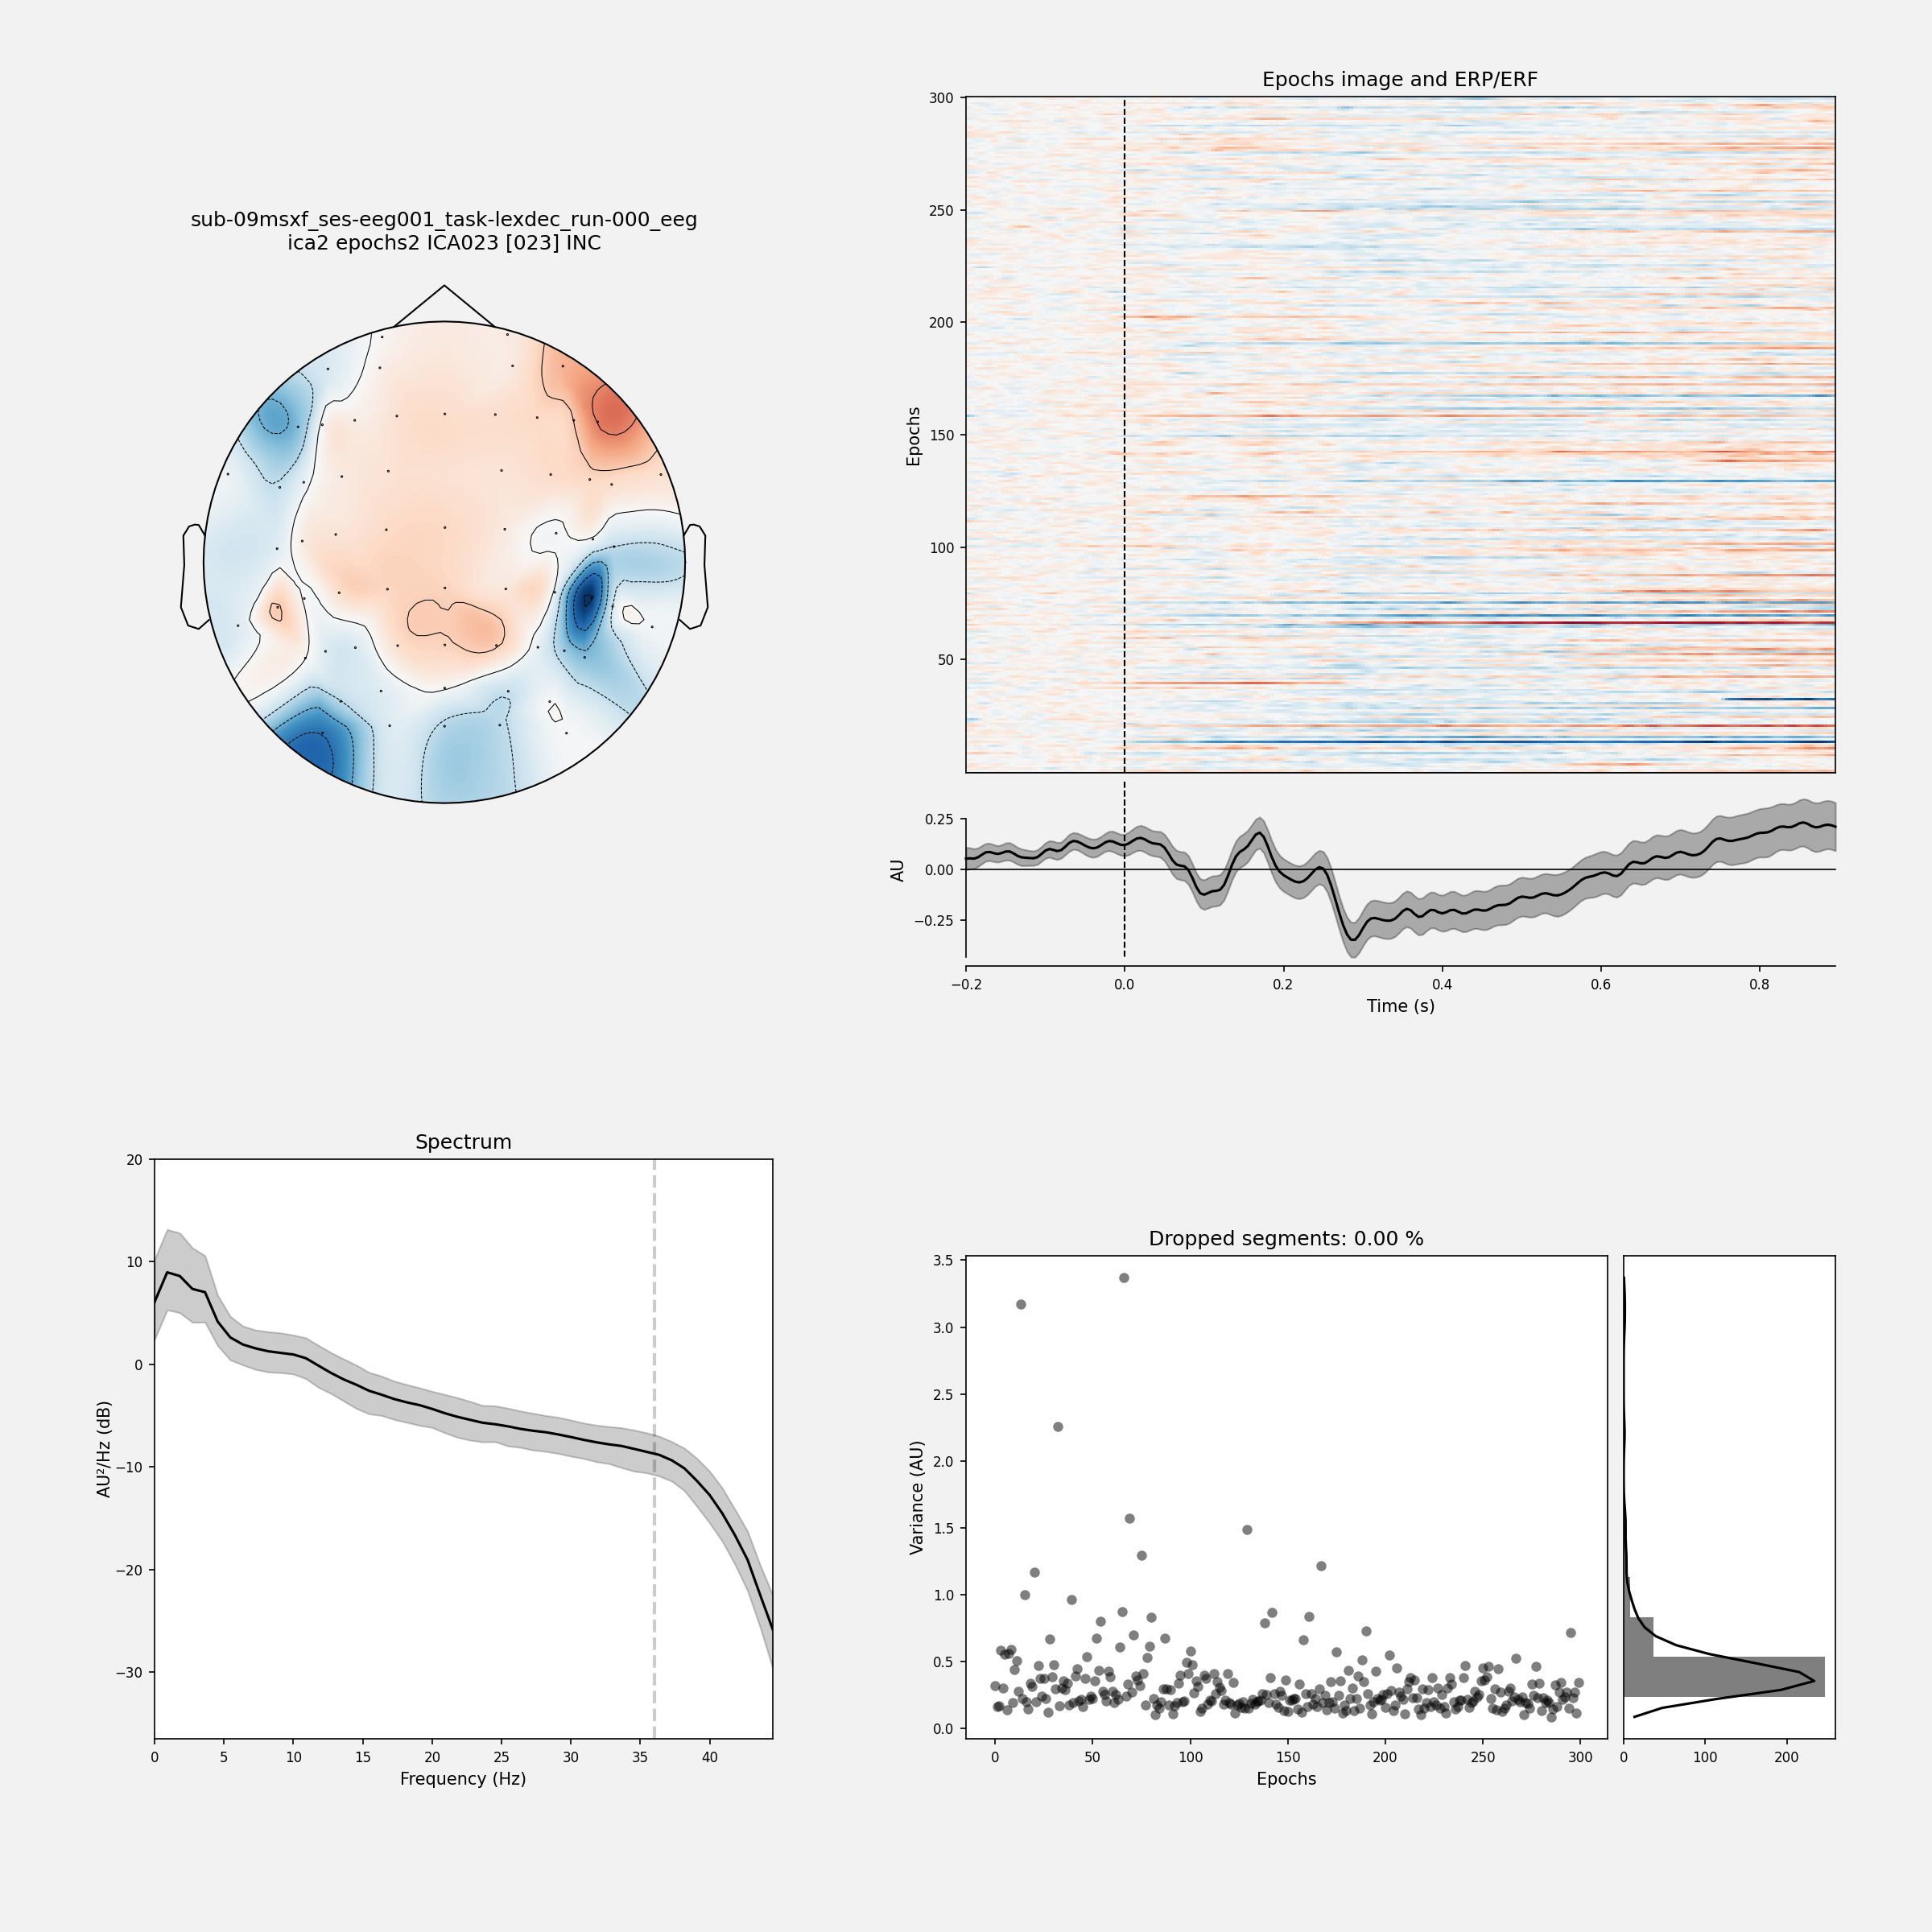 sub-09msxf_ses-eeg001_task-lexdec_run-000_eeg
ica2 epochs2 ICA023 [023] INC
Epochs image and ERP/ERF
300
250
200
150
100
50
Epochs
0.25
0.00
−0.25
AU
−0.2 0.0 0.2 0.4 0.6 0.8
Time (s)
Spectrum
20
10
0
−10
−20
−30
AU²/Hz (dB)
0 5 10 15 20 25 30 35 40
Frequency (Hz)
Dropped segments: 0.00 %
3.5
3.0
2.5
2.0
1.5
1.0
0.5
0.0
Variance (AU)
0 50 100 150 200 250 300
Epochs
0 100 200